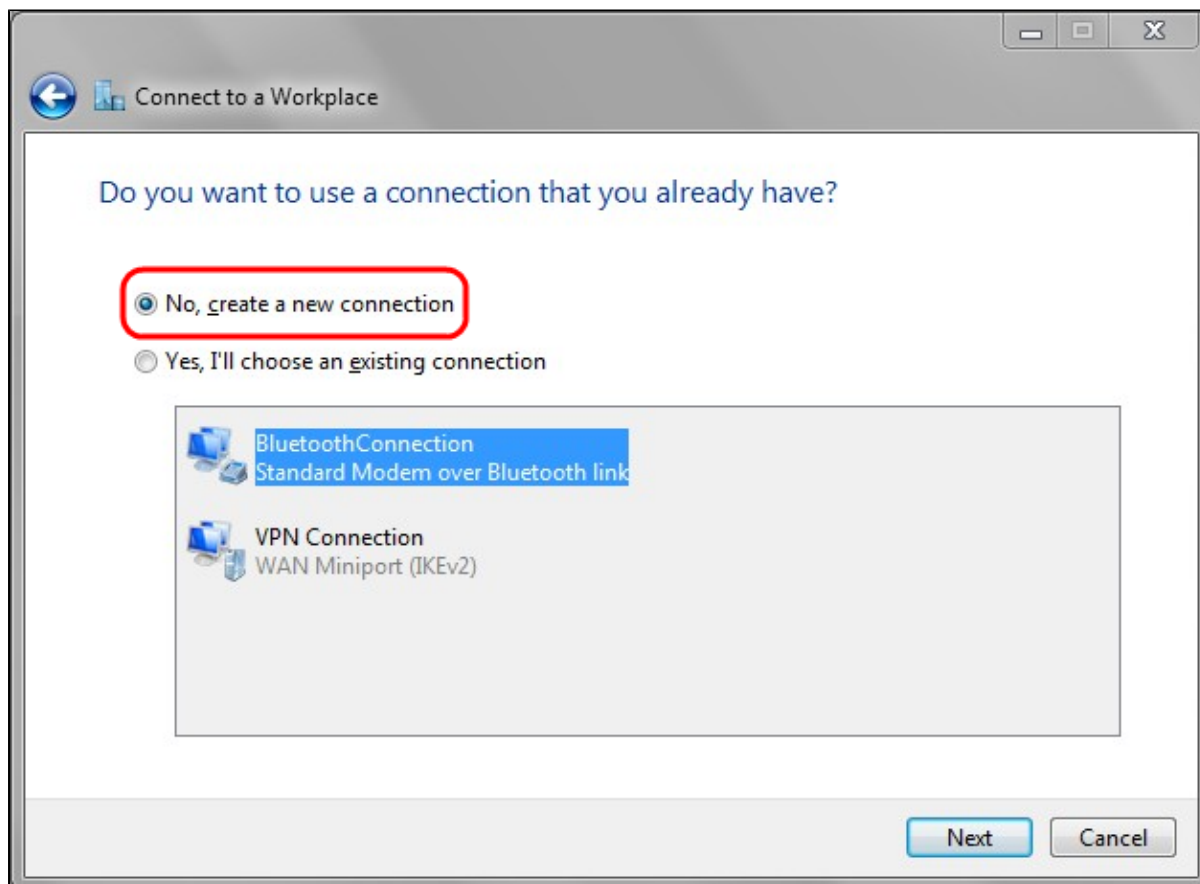 Connect to a Workplace
Do you want to use a connection that you already have?
No, create a new connection
Yes, I'll choose an existing connection
BluetoothConnection
Standard Modem over Bluetooth link
VPN Connection
WAN Miniport (IKEv2)
Next Cancel